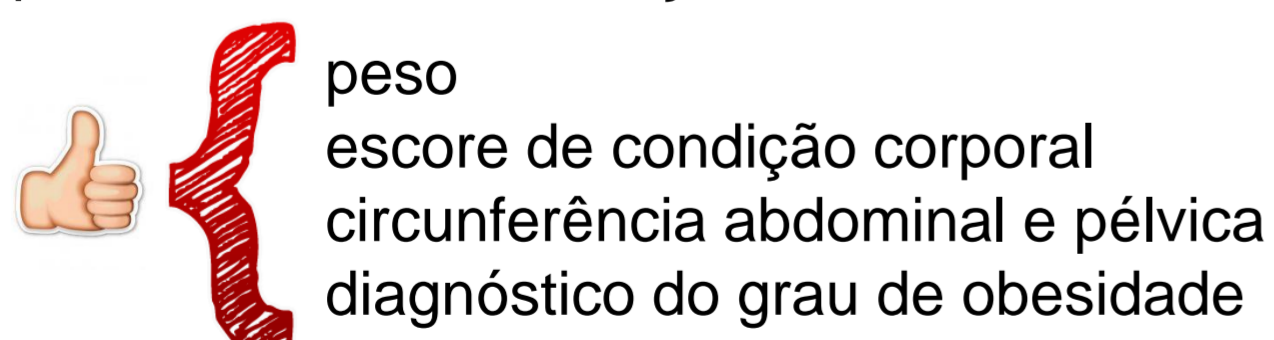 peso
escore de condição corporal
circunferência abdominal e pélvica
diagnóstico do grau de obesidade